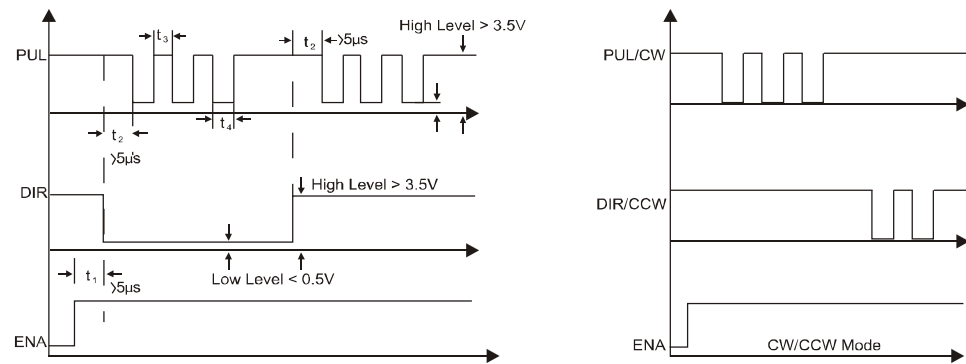 High Level > 3.5V
PUL
t3
t2 >5µs
t2
t4
>5µs
DIR
High Level > 3.5V
Low Level < 0.5V
t1
>5µs
ENA
PUL/CW
DIR/CCW
ENA
CW/CCW Mode